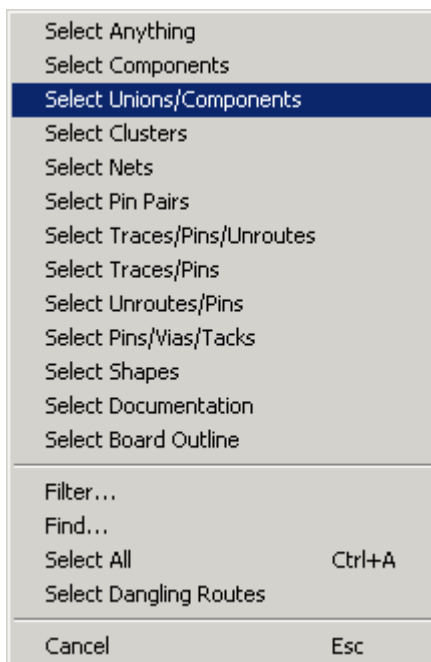 Select Anything
Select Components
Select Unions/Components
Select Clusters
Select Nets
Select Pin Pairs
Select Traces/Pins/Unroutes
Select Traces/Pins
Select Unroutes/Pins
Select Pins/Vias/Tacks
Select Shapes
Select Documentation
Select Board Outline
Filter...
Find...
Select All Ctrl+A
Select Dangling Routes
Cancel Esc